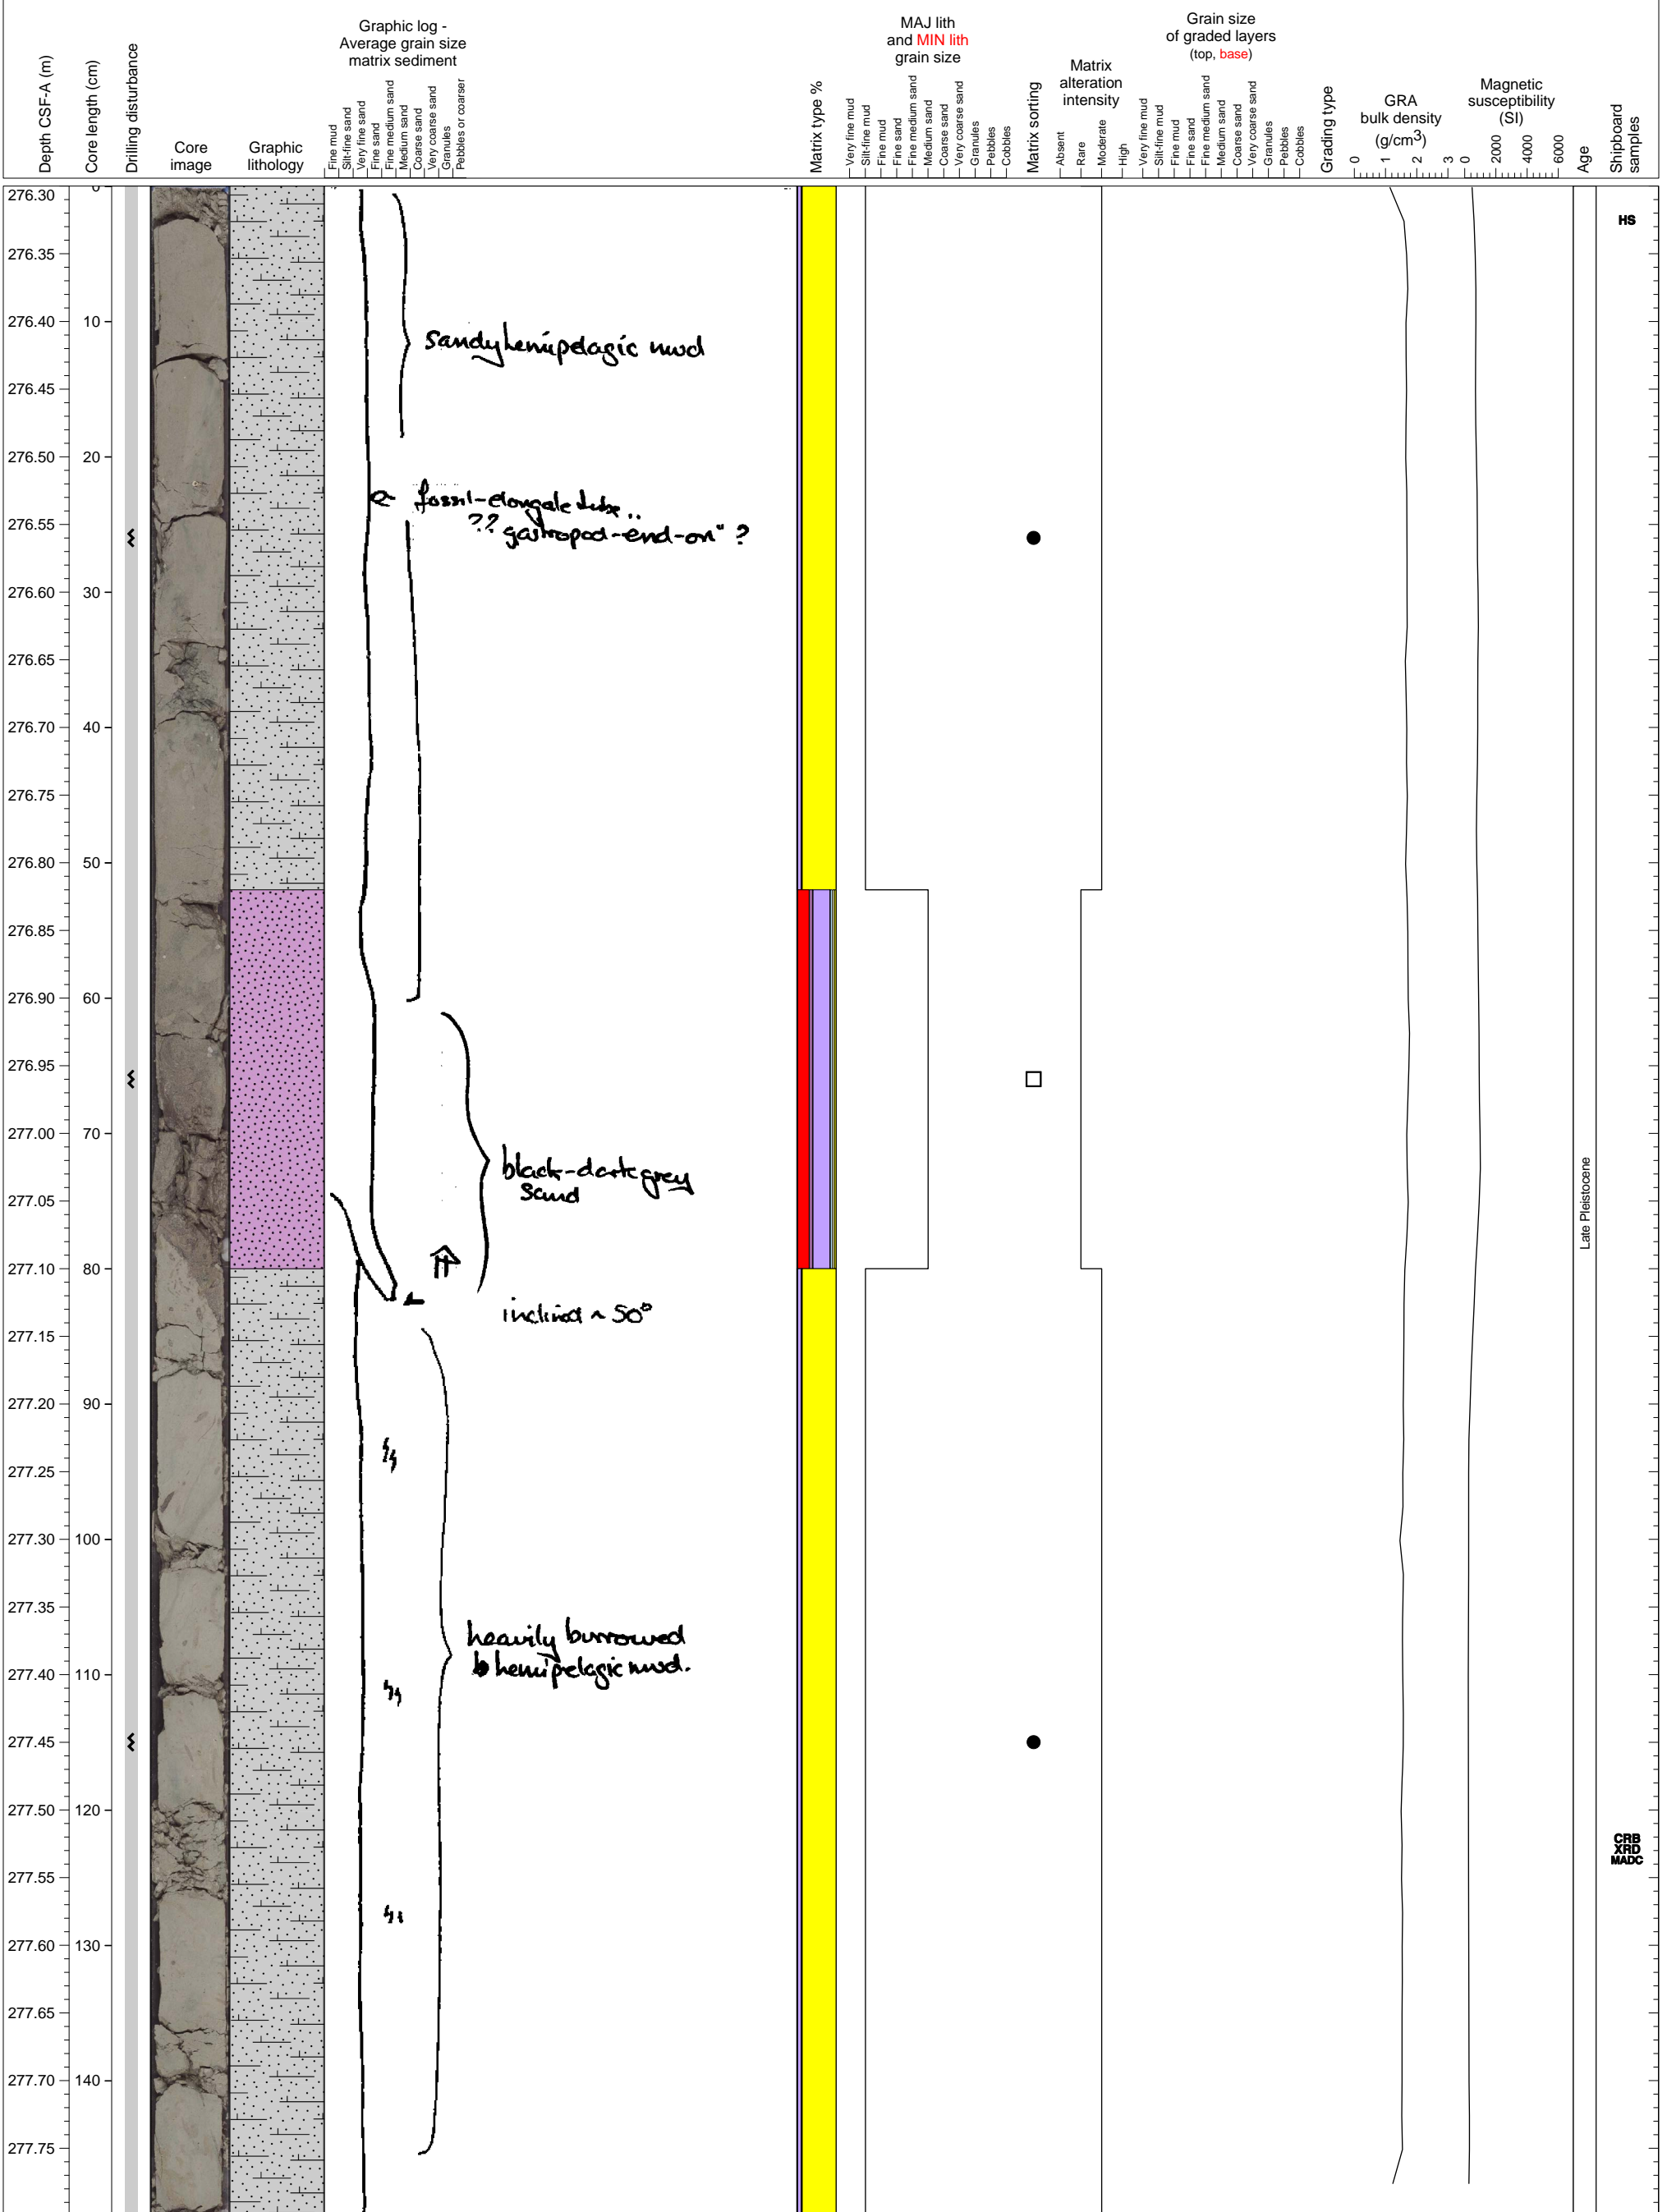 Depth CSF-A (m)
Core length (cm)
Drilling disturbance
Core
image
Graphic
lithology
Graphic log -
Average grain size
matrix sediment
Fine mud
Silt-fine sand
Very fine sand
Fine sand
Fine medium sand
Medium sand
Coarse sand
Very coarse sand
Granules
Pebbles or coarser
Matrix type %
MAJ lith
and MIN lith
grain size
Very fine mud
Silt-fine mud
Fine mud
Fine sand
Fine medium sand
Medium sand
Coarse sand
Very coarse sand
Granules
Pebbles
Cobbles
Matrix sorting
Matrix
alteration
intensity
Absent
Rare
Moderate
High
Grain size
of graded layers
(top, base)
Very fine mud
Silt-fine mud
Fine mud
Fine sand
Fine medium sand
Medium sand
Coarse sand
Very coarse sand
Granules
Pebbles
Cobbles
Grading type
GRA
bulk density
(g/cm3)
0
1
2
3
Magnetic
susceptibility
(SI)
0
2000
4000
6000
Age
Shipboard
samples
276.30
276.35
276.40
276.45
276.50
276.55
276.60
276.65
276.70
276.75
276.80
276.85
276.90
276.95
277.00
277.05
277.10
277.15
277.20
277.25
277.30
277.35
277.40
277.45
277.50
277.55
277.60
277.65
277.70
277.75
0
10
20
30
40
50
60
70
80
90
100
110
120
130
140
sandy hemipelagic mud
fossil-elongate tube..
?? "gastropod-end-on" ?
black-dark grey
sand
inclined ~ 50°
heavily burrowed
hemipelagic mud.
Late Pleistocene
HS
CRB
XRD
MADC